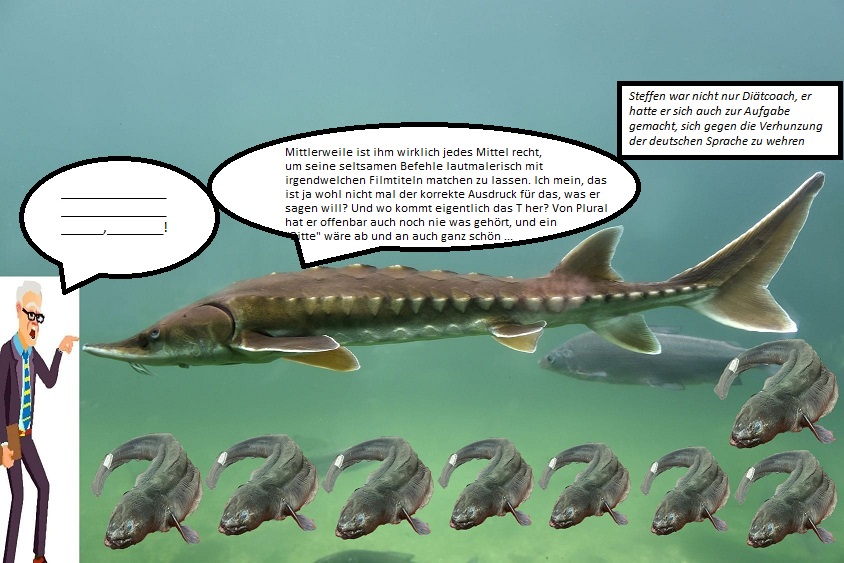 Steffen war nicht nur Diätcoach, er
hatte er sich auch zur Aufgabe
gemacht, sich gegen die Verhunzung
der deutschen Sprache zu wehren
Mittlerweile ist ihm wirklich jedes Mittel recht,
um seine seltsamen Befehle lautmalerisch mit
irgendwelchen Filmtiteln matchen zu lassen. Ich mein, das
ist ja wohl nicht mal der korrekte Ausdruck für das, was er
sagen will? Und wo kommt eigentlich das T her? Von Plural
hat er offenbar auch noch nie was gehört, und ein
"Bitte" wäre ab und an auch ganz schön ...
_______________
_______________
______,________!